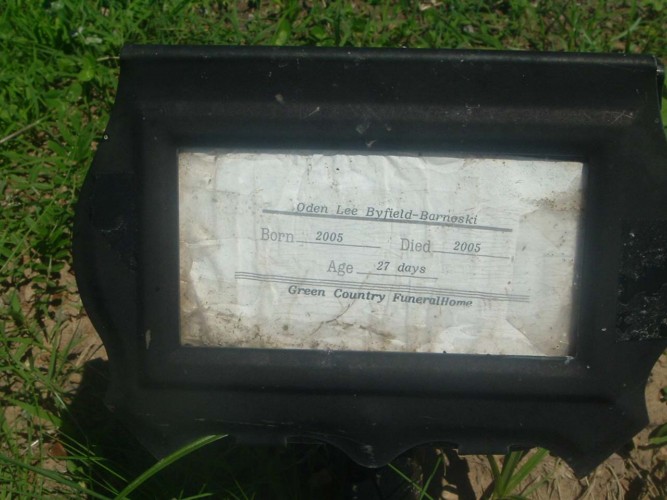 Oden Lee Byfield-Barnoski
Born 2005 Died 2005
Age 27 days
Green Country FuneralHome